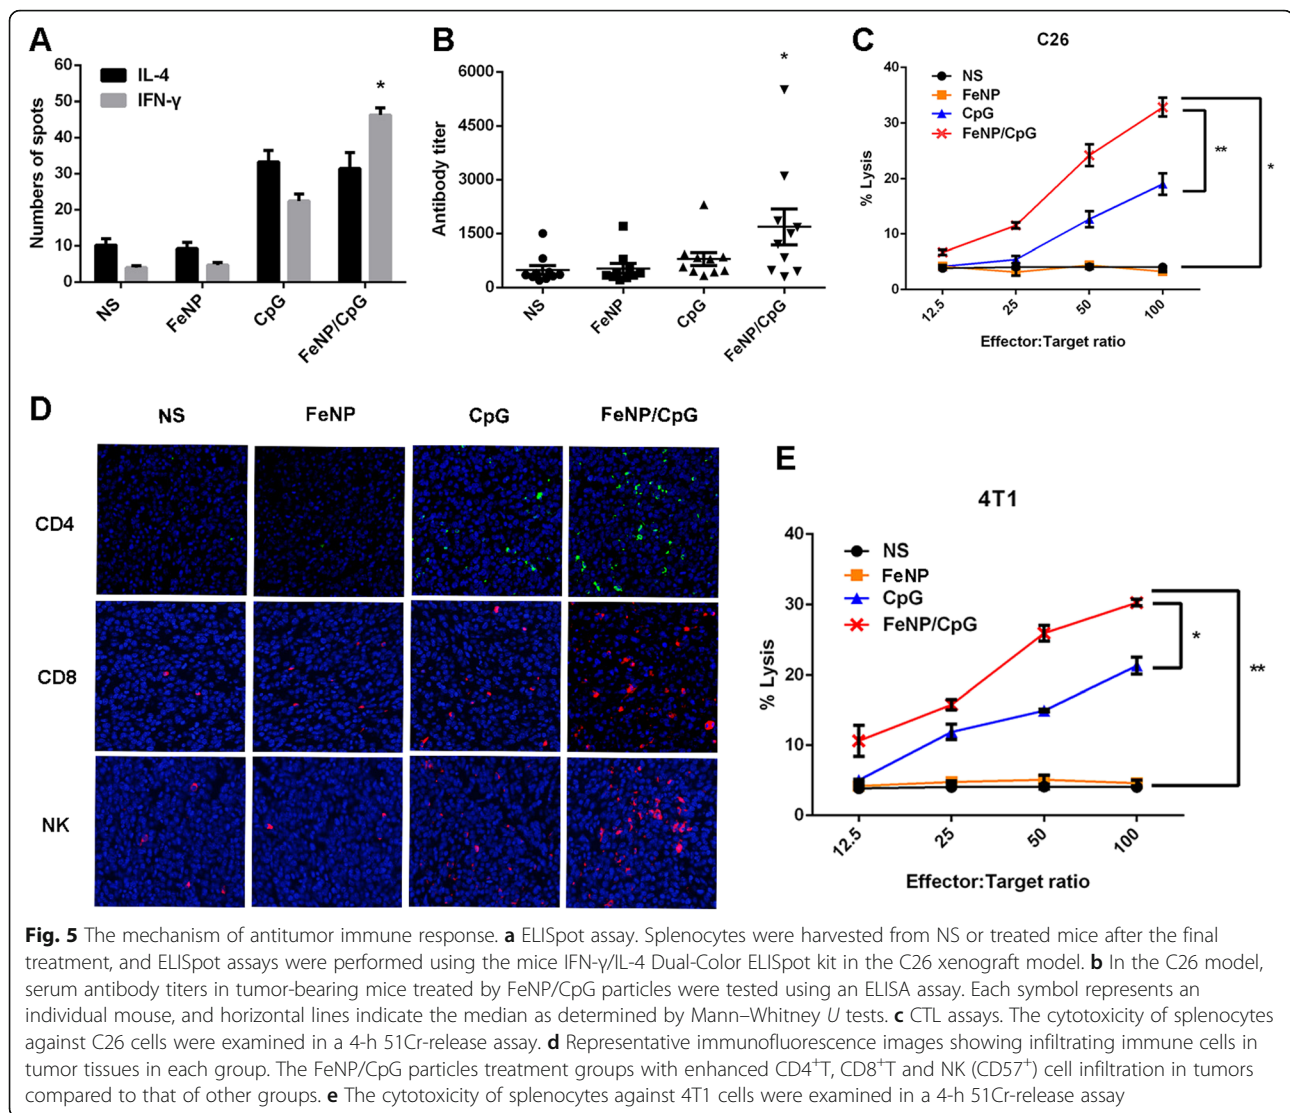 A
IL-4
IFN-γ
*
Numbers of spots
60
50
40
30
20
10
0
NS
FeNP
CpG
FeNP/CpG
B
*
Antibody titer
6000
4500
3000
1500
0
NS
FeNP
CpG
FeNP/CpG
C
C26
NS
FeNP
CpG
FeNP/CpG
% Lysis
40
30
20
10
0
**
*
12.5
25
50
100
Effector:Target ratio
D
NS
FeNP
CpG
FeNP/CpG
CD4
CD8
NK
E
4T1
NS
FeNP
CpG
FeNP/CpG
% Lysis
40
30
20
10
0
*
**
12.5
25
50
100
Effector:Target ratio
Fig. 5 The mechanism of antitumor immune response. a ELISpot assay. Splenocytes were harvested from NS or treated mice after the final
treatment, and ELISpot assays were performed using the mice IFN-γ/IL-4 Dual-Color ELISpot kit in the C26 xenograft model. b In the C26 model,
serum antibody titers in tumor-bearing mice treated by FeNP/CpG particles were tested using an ELISA assay. Each symbol represents an
individual mouse, and horizontal lines indicate the median as determined by Mann–Whitney U tests. c CTL assays. The cytotoxicity of splenocytes
against C26 cells were examined in a 4-h 51Cr-release assay. d Representative immunofluorescence images showing infiltrating immune cells in
tumor tissues in each group. The FeNP/CpG particles treatment groups with enhanced CD4⁺T, CD8⁺T and NK (CD57⁺) cell infiltration in tumors
compared to that of other groups. e The cytotoxicity of splenocytes against 4T1 cells were examined in a 4-h 51Cr-release assay